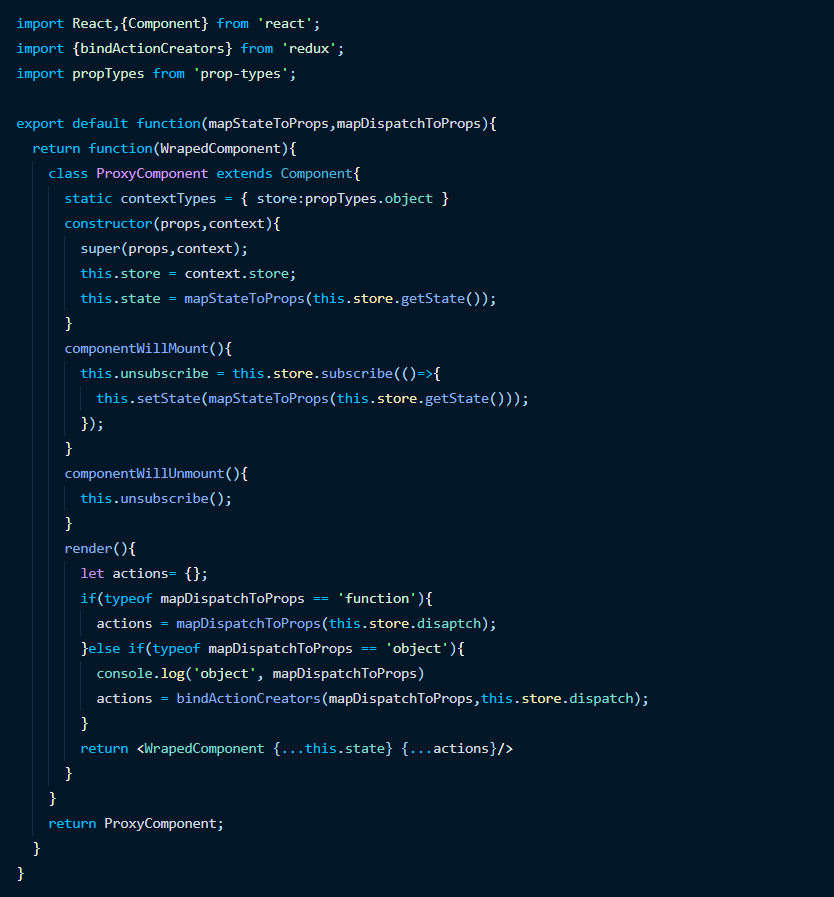 import React,{Component} from 'react';
import {bindActionCreators} from 'redux';
import propTypes from 'prop-types';

export default function(mapStateToProps,mapDispatchToProps){
  return function(WrapedComponent){
    class ProxyComponent extends Component{
      static contextTypes = { store:propTypes.object }
      constructor(props,context){
        super(props,context);
        this.store = context.store;
        this.state = mapStateToProps(this.store.getState());
      }
      componentWillMount(){
        this.unsubscribe = this.store.subscribe(()=>{
          this.setState(mapStateToProps(this.store.getState()));
        });
      }
      componentWillUnmount(){
        this.unsubscribe();
      }
      render(){
        let actions= {};
        if(typeof mapDispatchToProps == 'function'){
          actions = mapDispatchToProps(this.store.disaptch);
        }else if(typeof mapDispatchToProps == 'object'){
          console.log('object', mapDispatchToProps)
          actions = bindActionCreators(mapDispatchToProps,this.store.dispatch);
        }
        return <WrapedComponent {...this.state} {...actions}/>
      }
    }
    return ProxyComponent;
  }
}